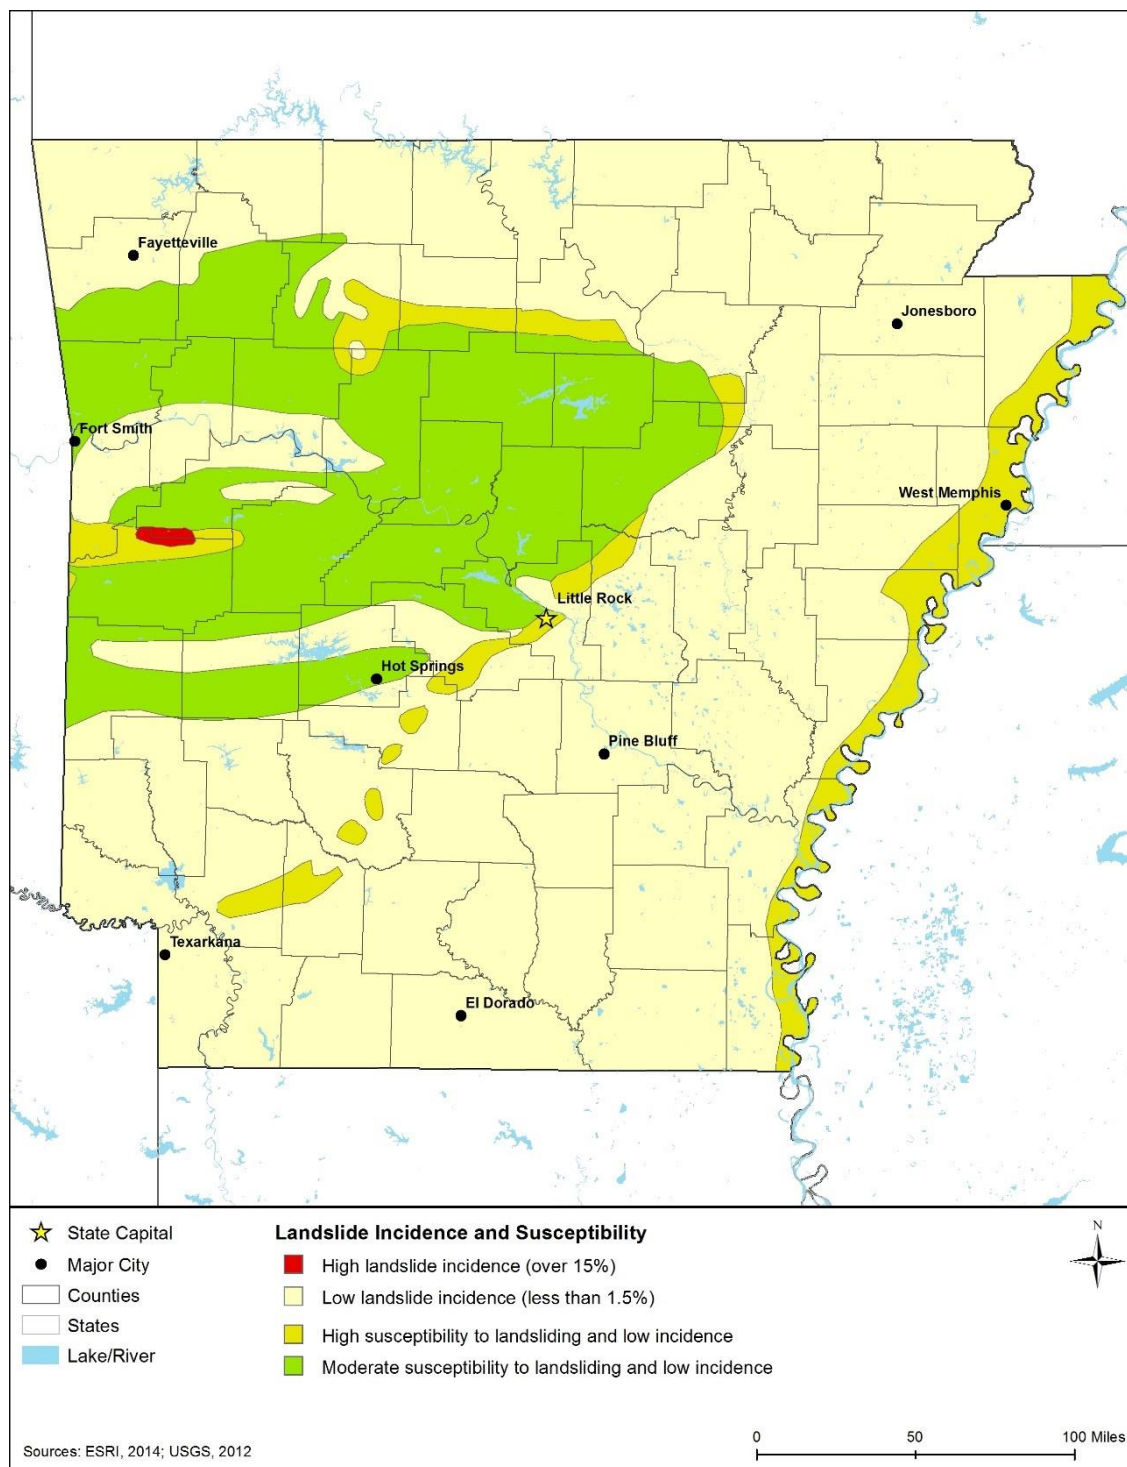 Fayetteville
Jonesboro
Fort Smith
West Memphis
Little Rock
Hot Springs
Pine Bluff
Texarkana
El Dorado
State Capital
Major City
Counties
States
Lake/River
Landslide Incidence and Susceptibility
High landslide incidence (over 15%)
Low landslide incidence (less than 1.5%)
High susceptibility to landsliding and low incidence
Moderate susceptibility to landsliding and low incidence
N
Sources: ESRI, 2014; USGS, 2012
0 50 100 Miles